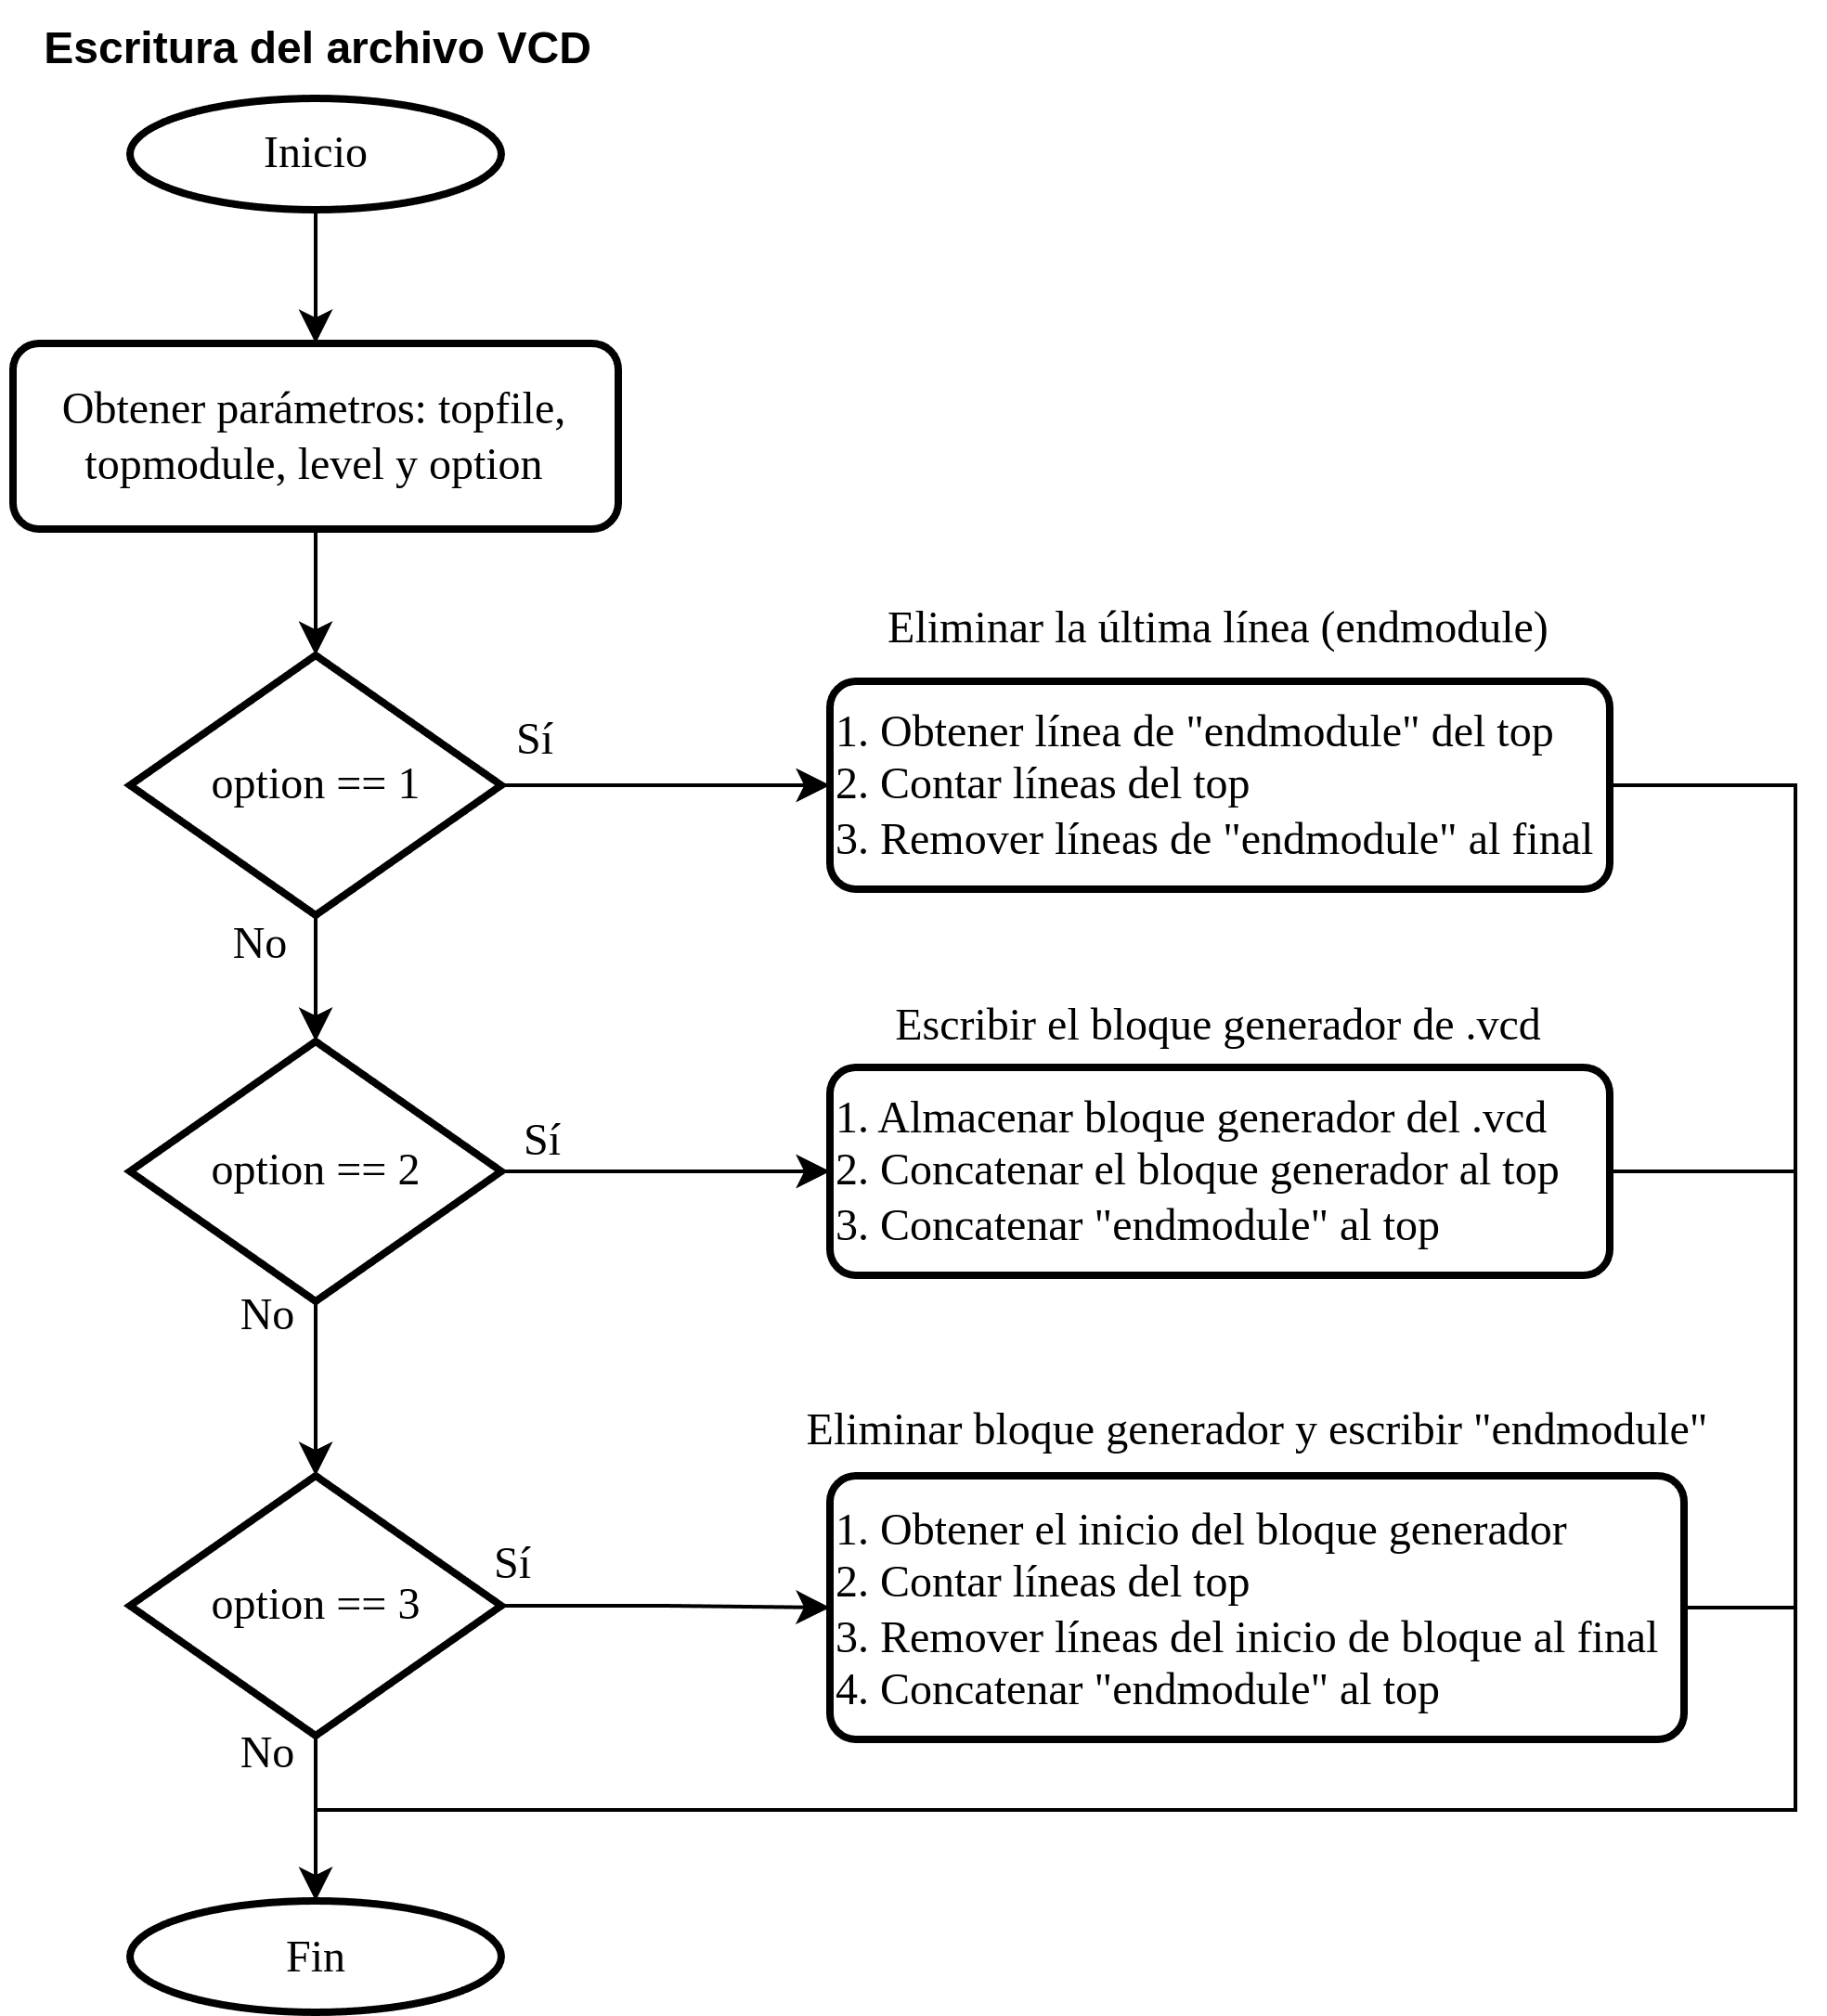 Escritura del archivo VCD
Inicio
Obtener parámetros: topfile,
topmodule, level y option
Eliminar la última línea (endmodule)
option == 1
Sí
1. Obtener línea de "endmodule" del top
2. Contar líneas del top
3. Remover líneas de "endmodule" al final
No
Escribir el bloque generador de .vcd
option == 2
Sí
1. Almacenar bloque generador del .vcd
2. Concatenar el bloque generador al top
3. Concatenar "endmodule" al top
No
Eliminar bloque generador y escribir "endmodule"
option == 3
Sí
1. Obtener el inicio del bloque generador
2. Contar líneas del top
3. Remover líneas del inicio de bloque al final
4. Concatenar "endmodule" al top
No
Fin